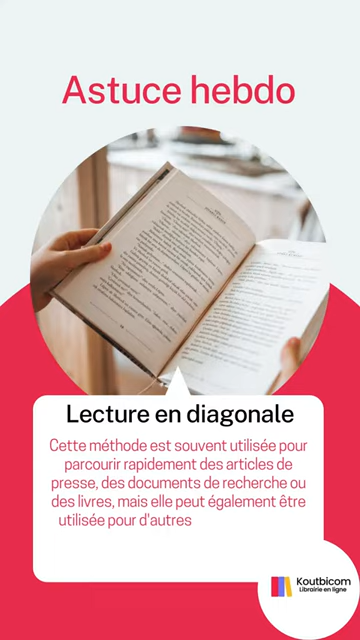 Astuce hebdo
Lecture en diagonale
Cette méthode est souvent utilisée pour
parcourir rapidement des articles de
presse, des documents de recherche ou
des livres, mais elle peut également être
utilisée pour d'autres
Koutbicom
Librairie en ligne